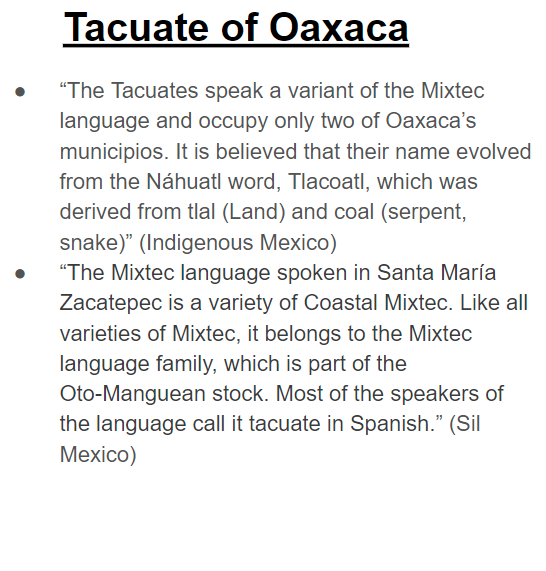 Tacuate of Oaxaca
● “The Tacuates speak a variant of the Mixtec
language and occupy only two of Oaxaca’s
municipios. It is believed that their name evolved
from the Náhuatl word, Tlacoatl, which was
derived from tlal (Land) and coal (serpent,
snake)” (Indigenous Mexico)
● “The Mixtec language spoken in Santa María
Zacatepec is a variety of Coastal Mixtec. Like all
varieties of Mixtec, it belongs to the Mixtec
language family, which is part of the
Oto-Manguean stock. Most of the speakers of
the language call it tacuate in Spanish.” (Sil
Mexico)